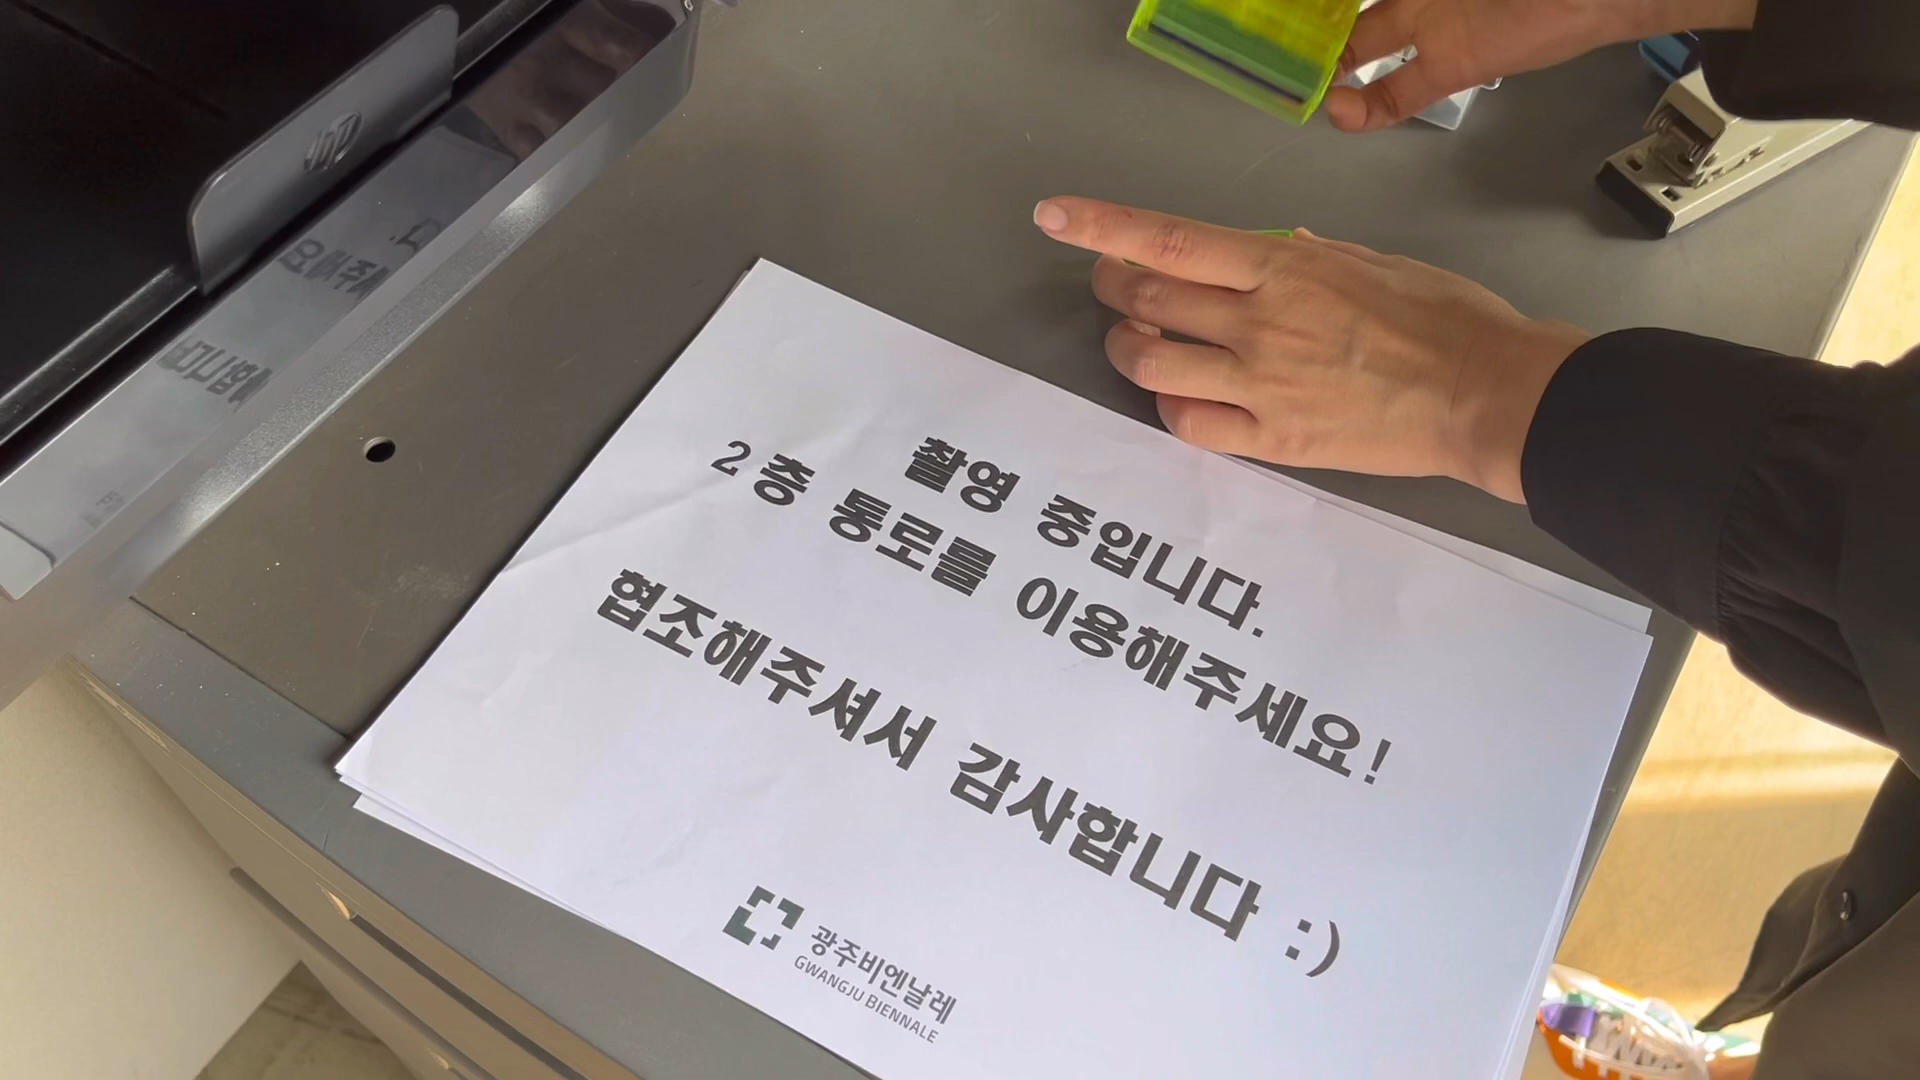 촬영 중입니다.
2층 통로를 이용해주세요!
협조해주셔서 감사합니다 :)
광주비엔날레
GWANGJU BIENNALE
hp